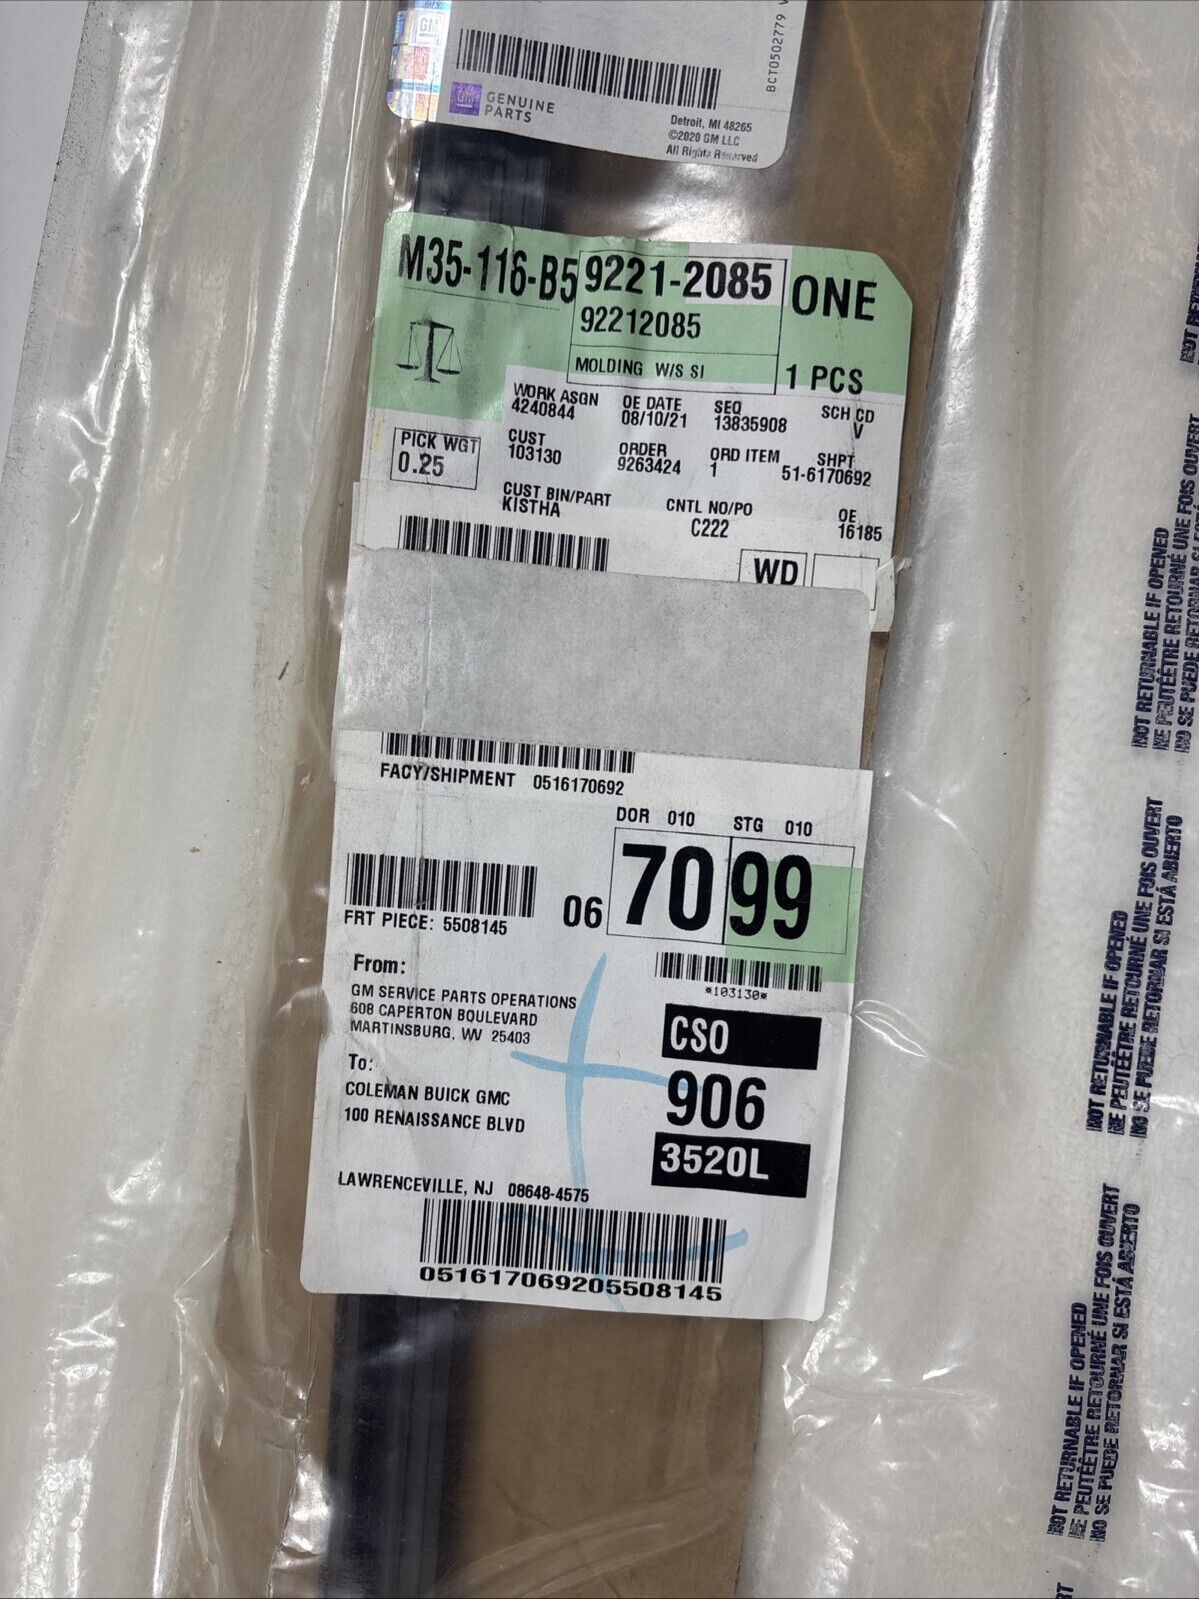 GM
GENUINE
PARTS
Detroit, MI 48265
©2020 GM LLC
All Rights Reserved
BCT0502779
M35-116-B5
9221-2085
ONE
92212085
MOLDING W/S SI
1 PCS
WORK ASGN
4240844
OE DATE
08/10/21
SEQ
13835908
SCH CD
V
PICK WGT
0.25
CUST
103130
ORDER
9263424
ORD ITEM
1
SHPT
51-6170692
CUST BIN/PART
KISTHA
CNTL NO/PO
C222
OE
16185
WD
FACY/SHIPMENT 0516170692
DOR 010
STG 010
06
70
99
FRT PIECE: 5508145
*103130*
From:
GM SERVICE PARTS OPERATIONS
608 CAPERTON BOULEVARD
MARTINSBURG, WV 25403
CSO
906
3520L
To:
COLEMAN BUICK GMC
100 RENAISSANCE BLVD
LAWRENCEVILLE, NJ 08648-4575
051617069205508145
NOT RETURNABLE IF OPENED
NE PEUTÊETRE RETOURNÉ UNE FOIS OUVERT
NO SE PUEDE RETORNAR SI ESTÁ ABIERTO
NOT RETURNABLE IF OPENED
NE PEUTÊETRE RETOURNÉ UNE FOIS OUVERT
NO SE PUEDE RETORNAR SI ESTÁ ABIERTO
NOT RETURNABLE IF OPENED
NE PEUTÊETRE RETOURNÉ UNE FOIS OUVERT
NO SE PUEDE RETORNAR SI ESTÁ ABIERTO